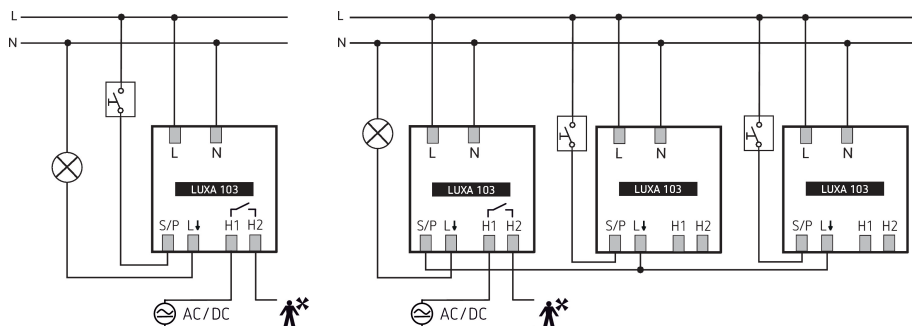 L
N
L N
LUXA 103
S/P L↓ H1 H2
AC/DC
L
N
L N
LUXA 103
S/P L↓ H1 H2
AC/DC
L N
LUXA 103
S/P L↓ H1 H2
L N
LUXA 103
S/P L↓ H1 H2